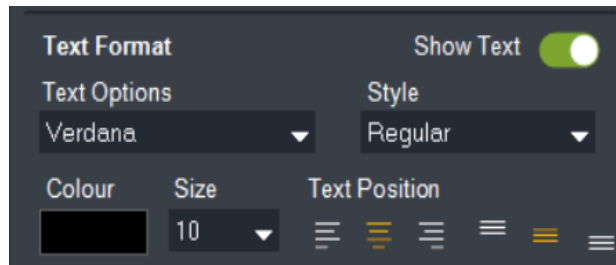 Text Format Show Text
Text Options Style
Verdana Regular
Colour Size Text Position
10